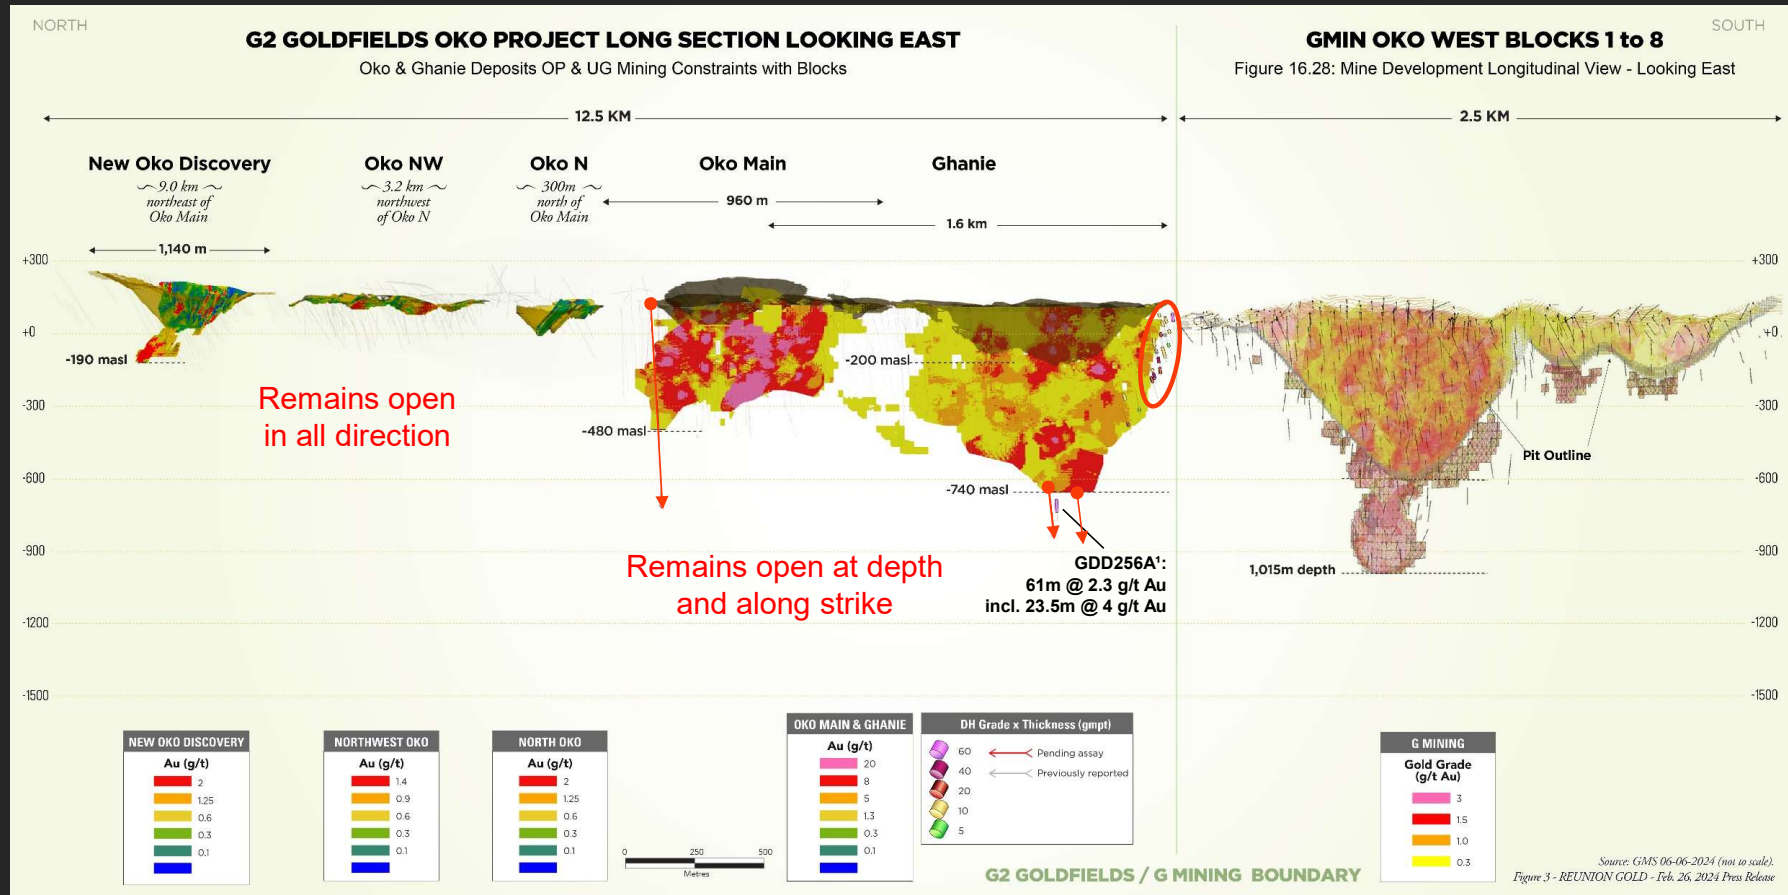 NORTH
SOUTH
G2 GOLDFIELDS OKO PROJECT LONG SECTION LOOKING EAST
Oko & Ghanie Deposits OP & UG Mining Constraints with Blocks
GMIN OKO WEST BLOCKS 1 to 8
Figure 16.28: Mine Development Longitudinal View - Looking East
12.5 KM
2.5 KM
New Oko Discovery
9.0 km
northeast of
Oko Main
1,140 m
Oko NW
3.2 km
northwest
of Oko N
Oko N
300m
north of
Oko Main
Oko Main
960 m
Ghanie
1.6 km
+300
+0
-300
-600
-900
-1200
-1500
+300
+0
-300
-600
-900
-1200
-1500
-190 masl
-200 masl
-480 masl
-740 masl
Remains open
in all direction
Remains open at depth
and along strike
GDD256A¹:
61m @ 2.3 g/t Au
incl. 23.5m @ 4 g/t Au
Pit Outline
1,015m depth
NEW OKO DISCOVERY
Au (g/t)
2
1.25
0.6
0.3
0.1
NORTHWEST OKO
Au (g/t)
1.4
0.9
0.6
0.3
0.1
NORTH OKO
Au (g/t)
2
1.25
0.6
0.3
0.1
0 250 500
Metres
OKO MAIN & GHANIE
Au (g/t)
20
8
5
1.3
0.3
0.1
DH Grade x Thickness (gmpt)
60
40
20
10
5
Pending assay
Previously reported
G MINING
Gold Grade
(g/t Au)
3
1.5
1.0
0.3
G2 GOLDFIELDS / G MINING BOUNDARY
Source: GMS 06-06-2024 (not to scale).
Figure 3 - REUNION GOLD - Feb. 26, 2024 Press Release